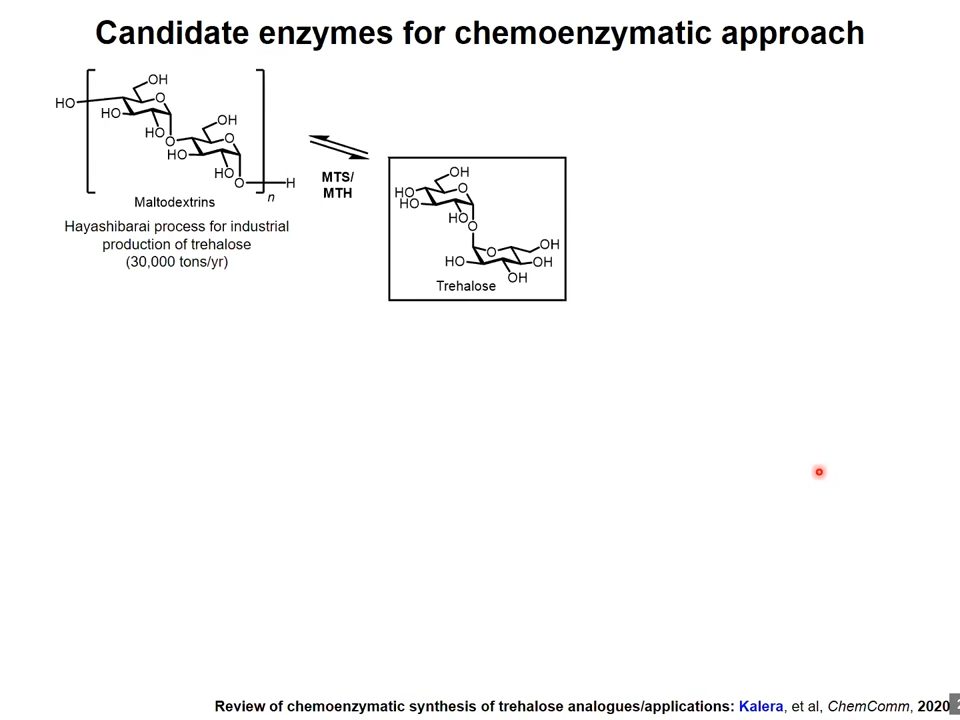 Candidate enzymes for chemoenzymatic approach
OH
HO
O
HO
HO
O
OH
O
HO
HO
O
H
n
Maltodextrins
Hayashibarai process for industrial
production of trehalose
(30,000 tons/yr)
MTS/
MTH
OH
HO
O
HO
HO
O
O
OH
HO
OH
OH
Trehalose
Review of chemoenzymatic synthesis of trehalose analogues/applications: Kalera, et al, ChemComm, 2020